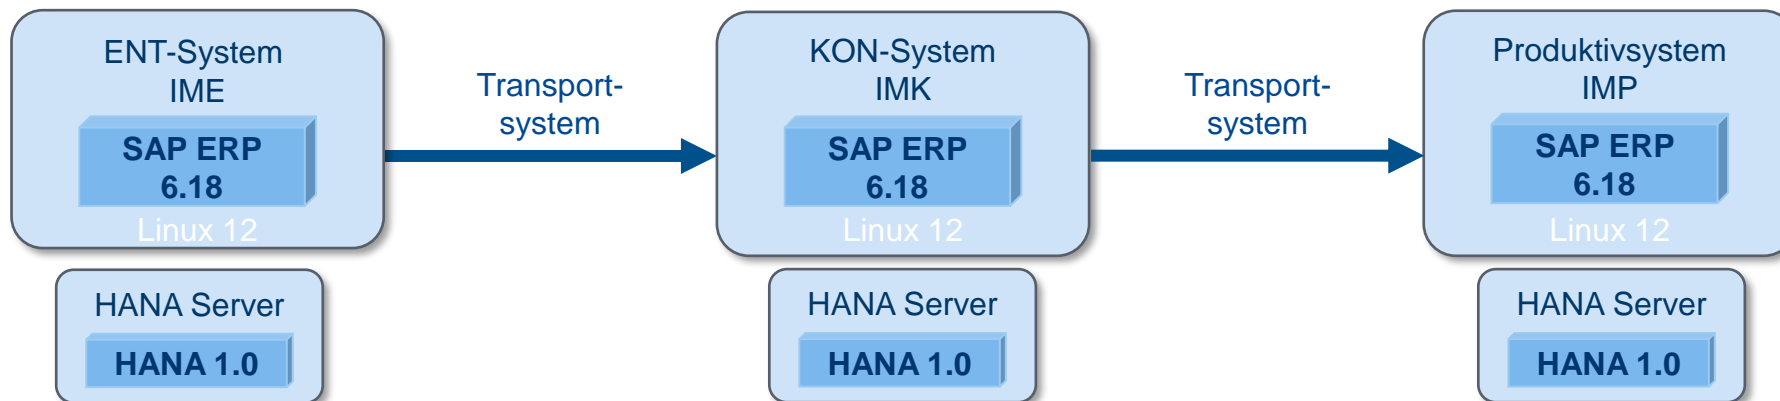 ENT-System
IME
SAP ERP
6.18
Linux 12
HANA Server
HANA 1.0
Transport-
system
KON-System
IMK
SAP ERP
6.18
Linux 12
HANA Server
HANA 1.0
Transport-
system
Produktivsystem
IMP
SAP ERP
6.18
Linux 12
HANA Server
HANA 1.0